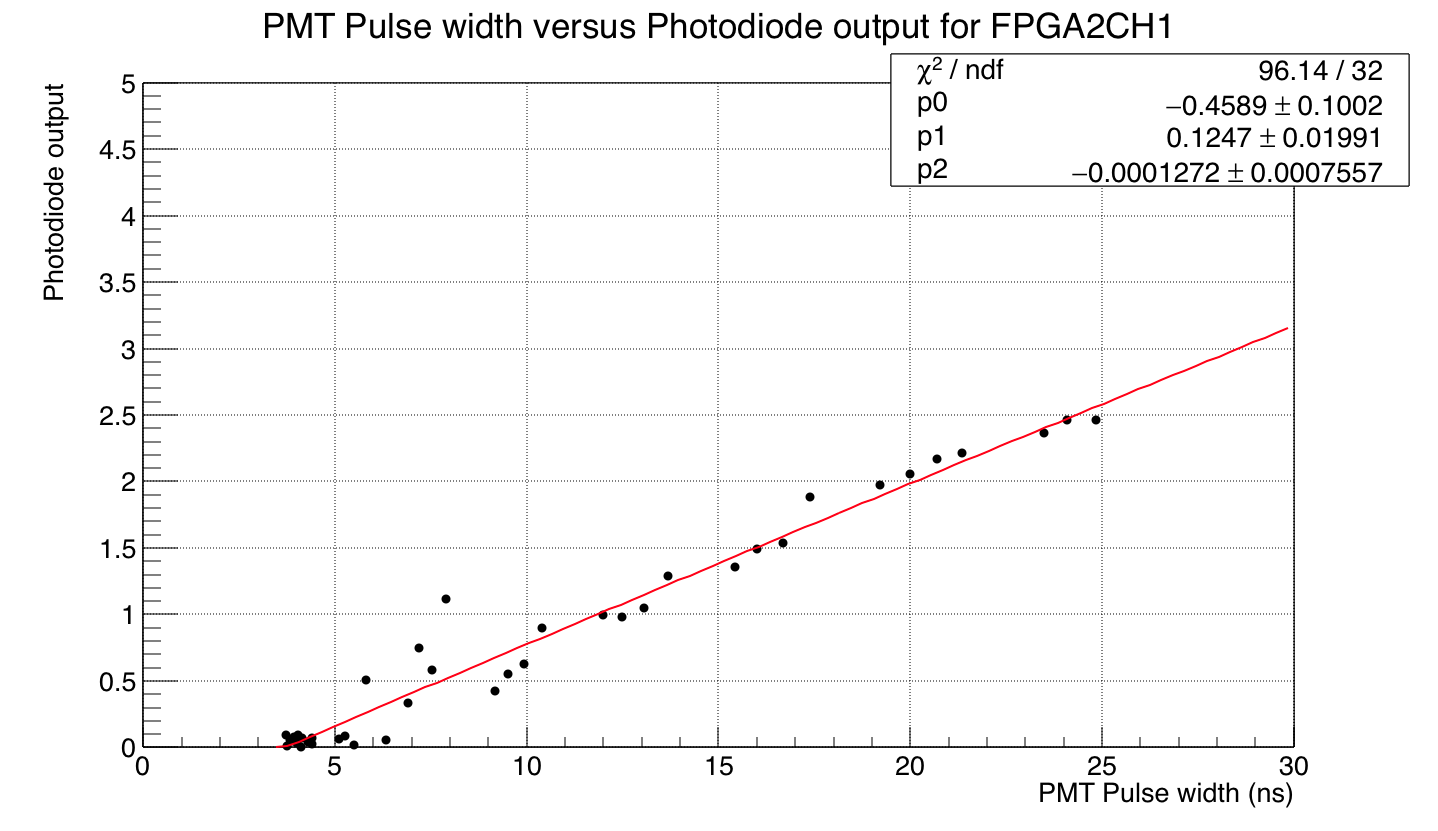 PMT Pulse width versus Photodiode output for FPGA2CH1
χ² / ndf 96.14 / 32
p0 −0.4589 ± 0.1002
p1 0.1247 ± 0.01991
p2 −0.0001272 ± 0.0007557
Photodiode output
5
4.5
4
3.5
3
2.5
2
1.5
1
0.5
0
0 5 10 15 20 25 30
PMT Pulse width (ns)